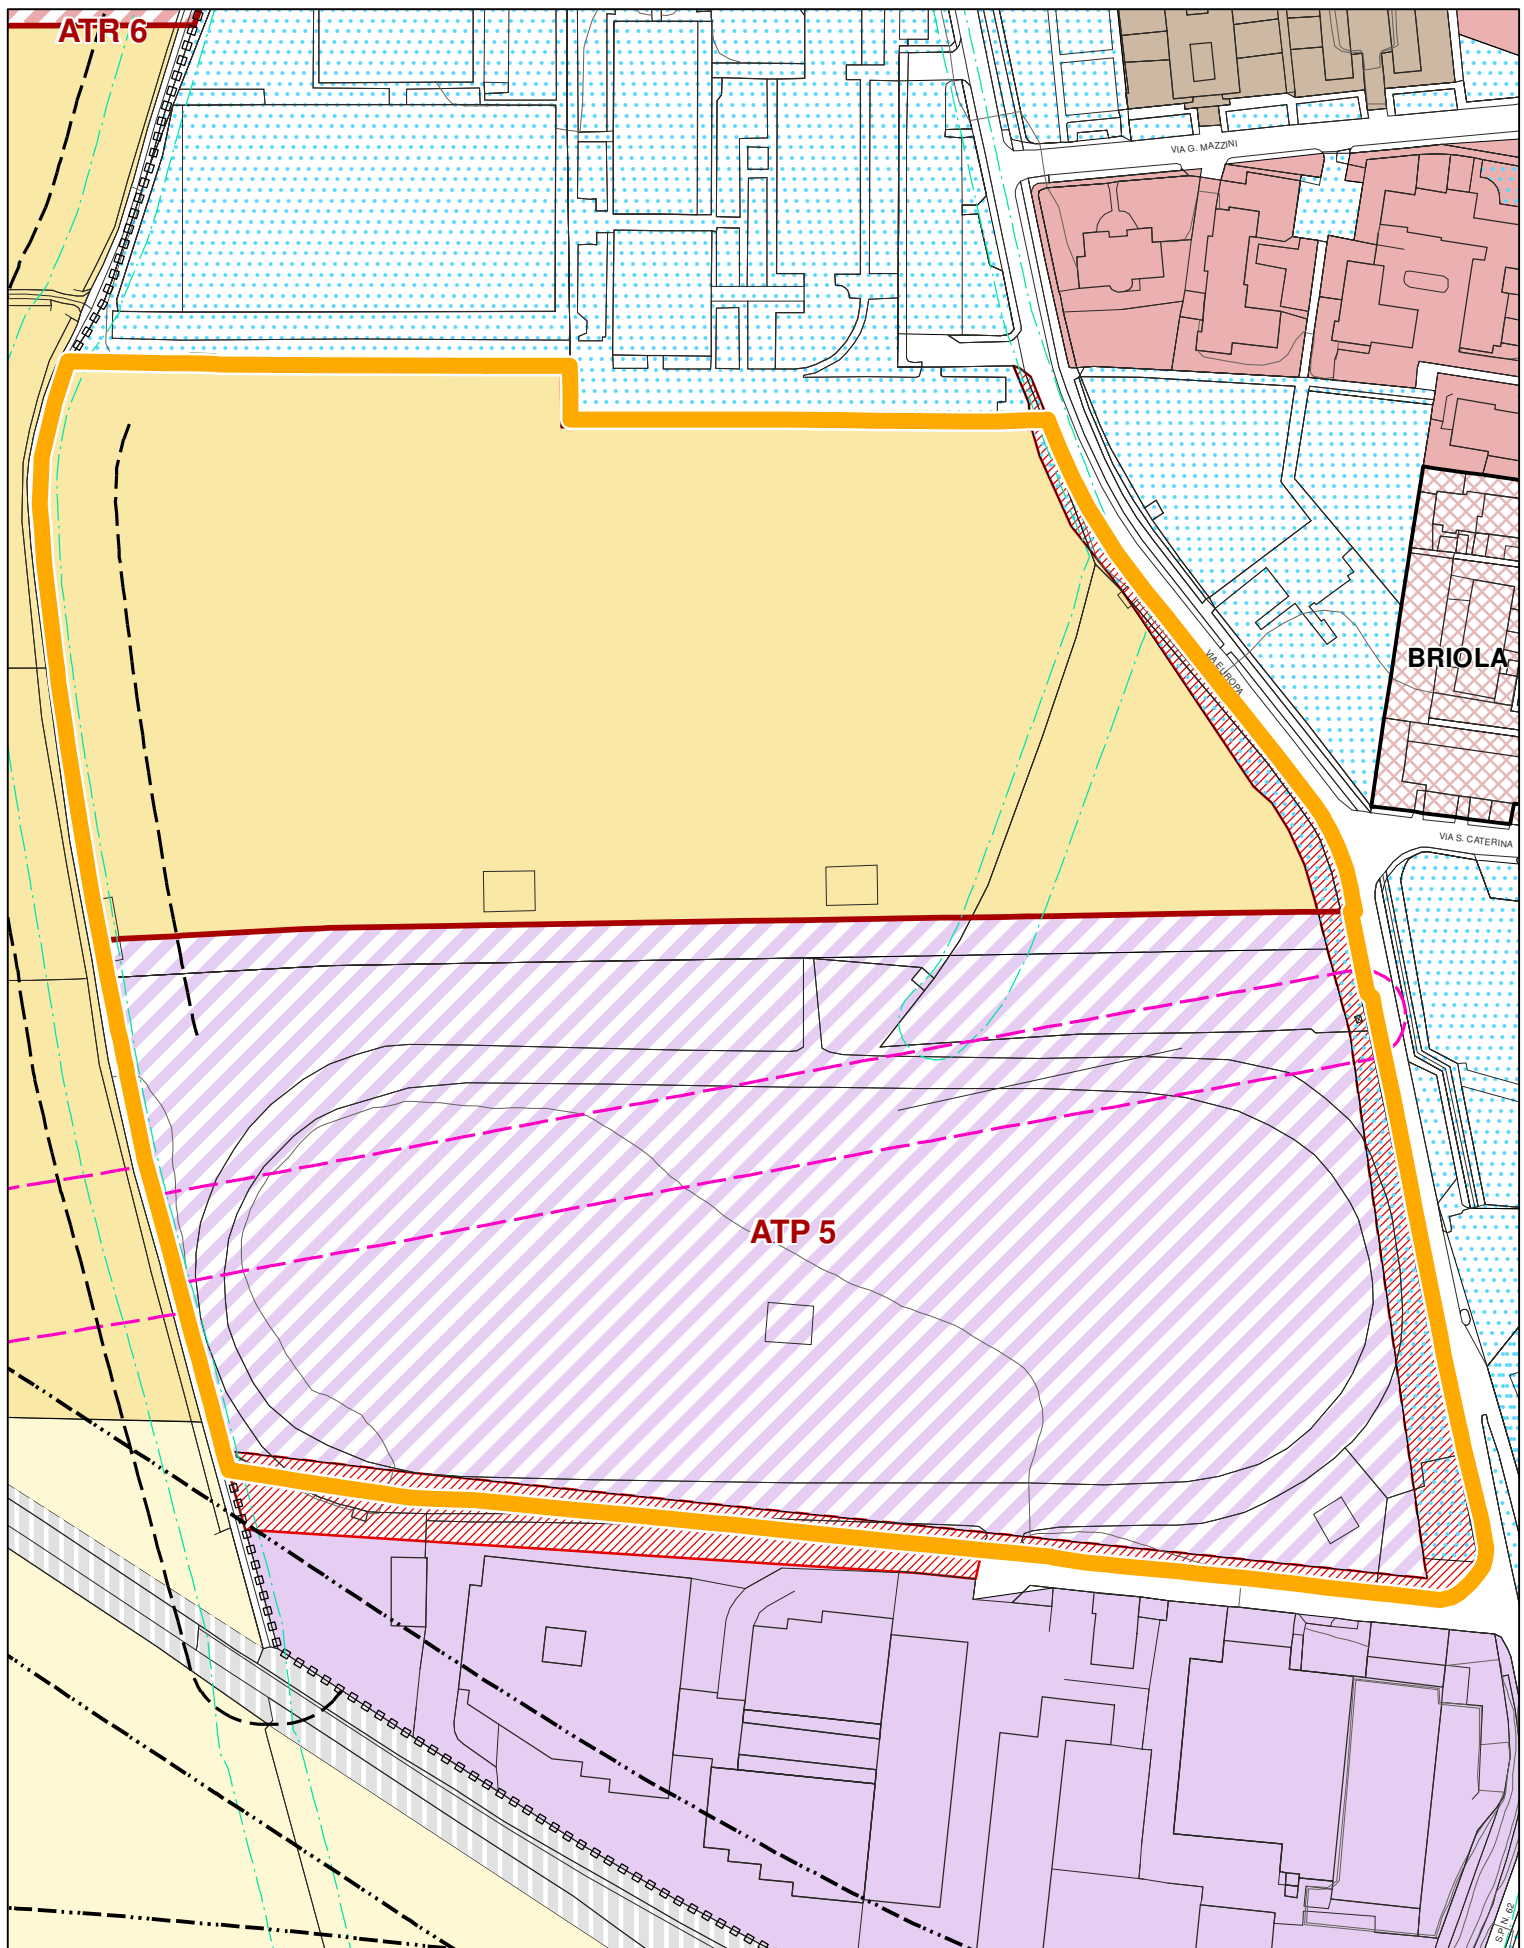 ATR 6
VIA G. MAZZINI
BRIOLA
VIA EUROPA
VIA S. CATERINA
ATP 5
S.P. N. 62